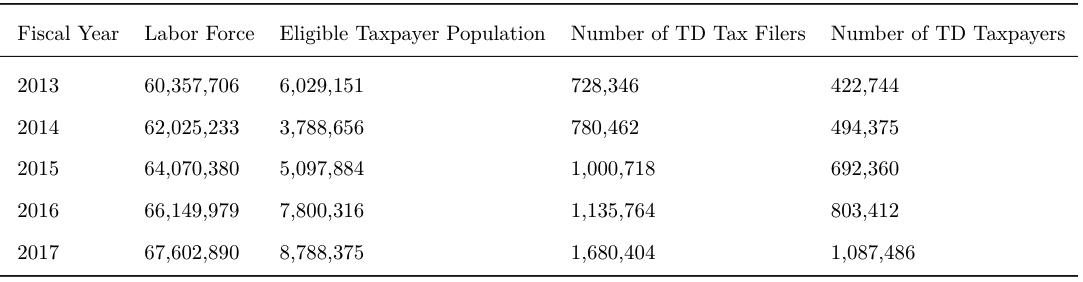 Fiscal Year Labor Force Eligible Taxpayer Population Number of TD Tax Filers Number of TD Taxpayers
2013 60,357,706 6,029,151 728,346 422,744
2014 62,025,233 3,788,656 780,462 494,375
2015 64,070,380 5,097,884 1,000,718 692,360
2016 66,149,979 7,800,316 1,135,764 803,412
2017 67,602,890 8,788,375 1,680,404 1,087,486